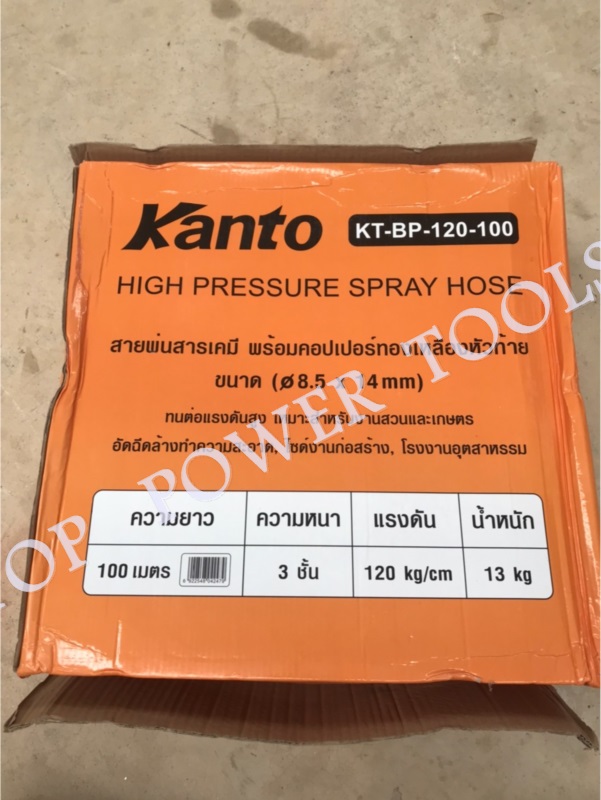 Kanto KT-BP-120-100
HIGH PRESSURE SPRAY HOSE
สายพ่นสารเคมี พร้อมคอปเปอร์ทองเหลืองหัวท้าย
ขนาด (ø8.5 x 14mm)
ทนต่อแรงดันสูง เหมาะสำหรับงานสวนและเกษตร
อัดฉีดล้างทำความสะอาด, ไซด์งานก่อสร้าง, โรงงานอุตสาหรรม
ความยาว ความหนา แรงดัน น้ำหนัก
100 เมตร 3 ชั้น 120 kg/cm 13 kg
TOP POWER TOOLS